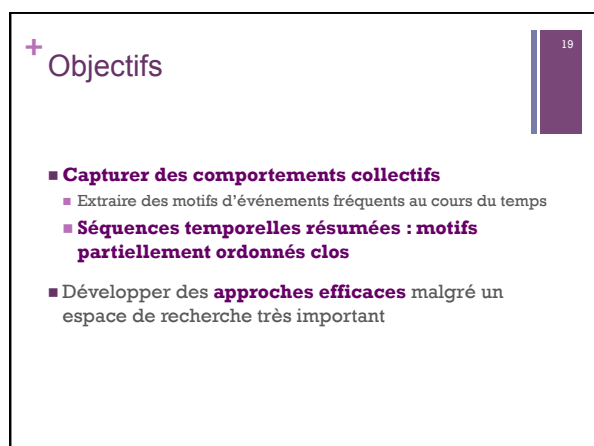 +
Objectifs
19
Capturer des comportements collectifs
Extraire des motifs d'événements fréquents au cours du temps
Séquences temporelles résumées : motifs
partiellement ordonnés clos
Développer des approches efficaces malgré un
espace de recherche très important